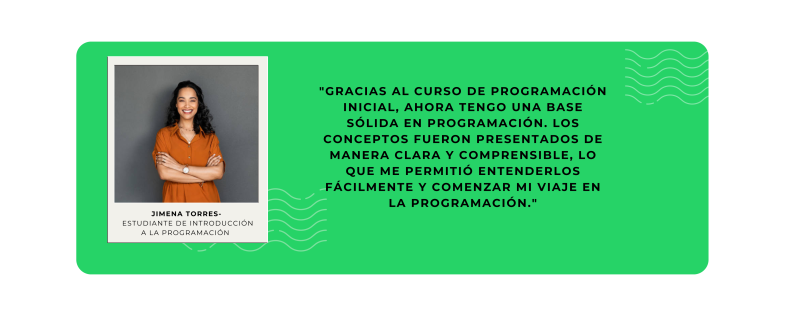 "GRACIAS AL CURSO DE PROGRAMACIÓN
INICIAL, AHORA TENGO UNA BASE
SÓLIDA EN PROGRAMACIÓN. LOS
CONCEPTOS FUERON PRESENTADOS DE
MANERA CLARA Y COMPRENSIBLE, LO
QUE ME PERMITIÓ ENTENDERLOS
FÁCILMENTE Y COMENZAR MI VIAJE EN
LA PROGRAMACIÓN."
JIMENA TORRES-
ESTUDIANTE DE INTRODUCCIÓN
A LA PROGRAMACIÓN